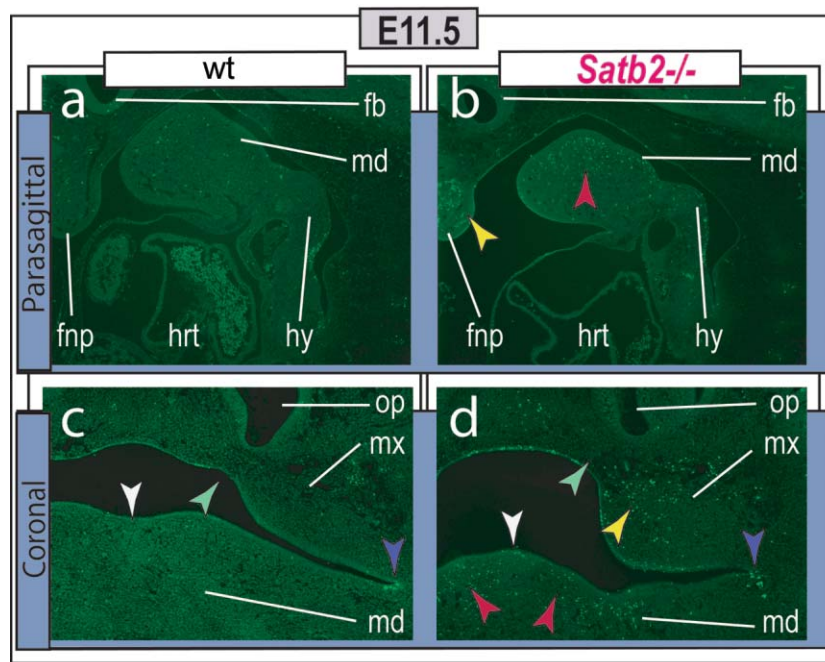 E11.5
wt
Satb2-/-
Parasagittal
a
fb
md
fnp
hrt
hy
b
fb
md
fnp
hrt
hy
Coronal
c
op
mx
md
d
op
mx
md